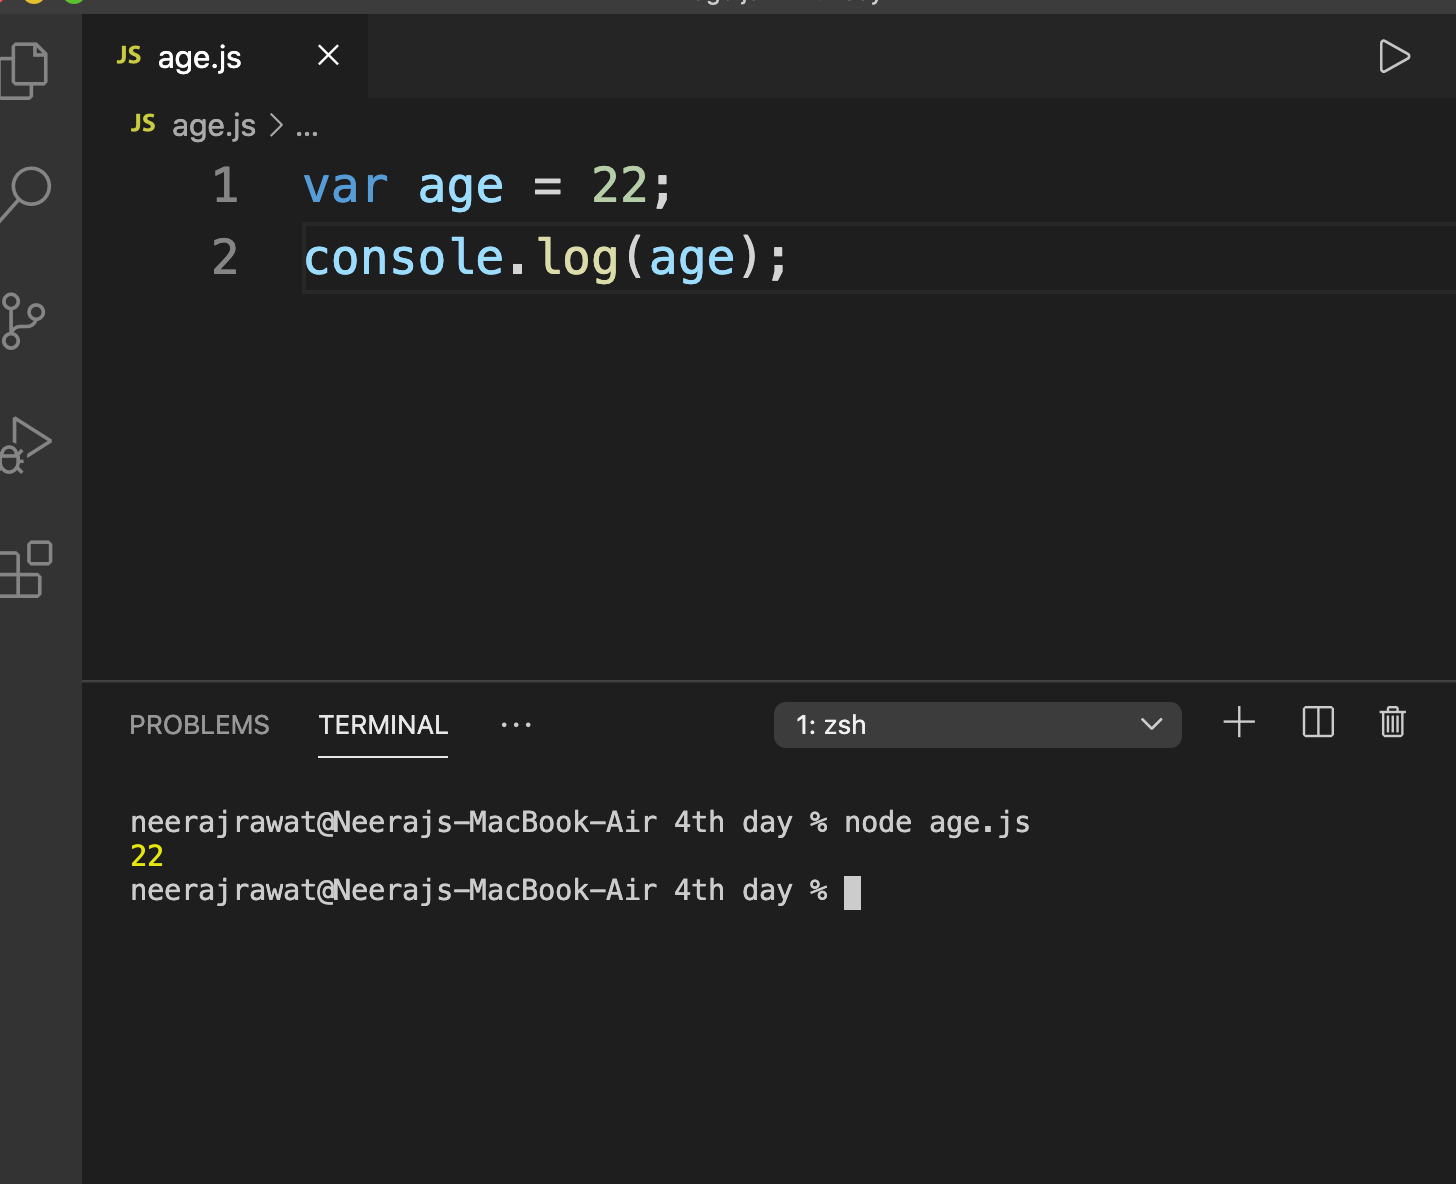 JS age.js
JS age.js > ...
1 var age = 22;
2 console.log(age);
PROBLEMS TERMINAL ... 1: zsh
neerajrawat@Neerajs-MacBook-Air 4th day % node age.js
22
neerajrawat@Neerajs-MacBook-Air 4th day %